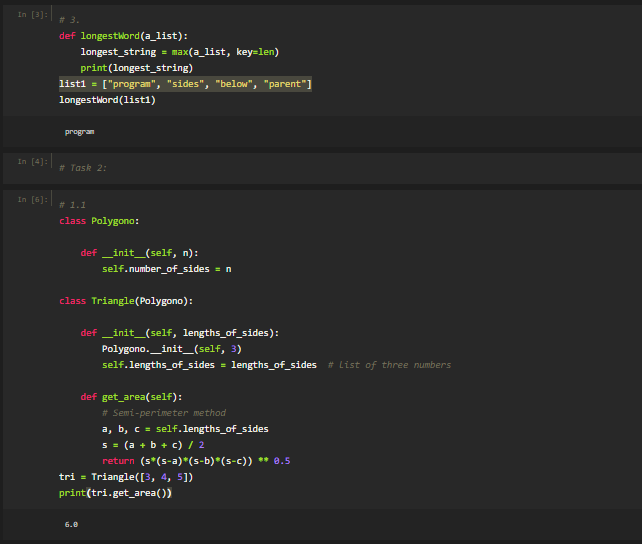 In [3]:
# 3.
def longestWord(a_list):
    longest_string = max(a_list, key=len)
    print(longest_string)
list1 = ["program", "sides", "below", "parent"]
longestWord(list1)
program
In [4]:
# Task 2:
In [6]:
# 1.1
class Polygono:
    def __init__(self, n):
        self.number_of_sides = n
class Triangle(Polygono):
    def __init__(self, lengths_of_sides):
        Polygono.__init__(self, 3)
        self.lengths_of_sides = lengths_of_sides  # list of three numbers
    def get_area(self):
        # Semi-perimeter method
        a, b, c = self.lengths_of_sides
        s = (a + b + c) / 2
        return (s*(s-a)*(s-b)*(s-c)) ** 0.5
tri = Triangle([3, 4, 5])
print(tri.get_area())
6.0